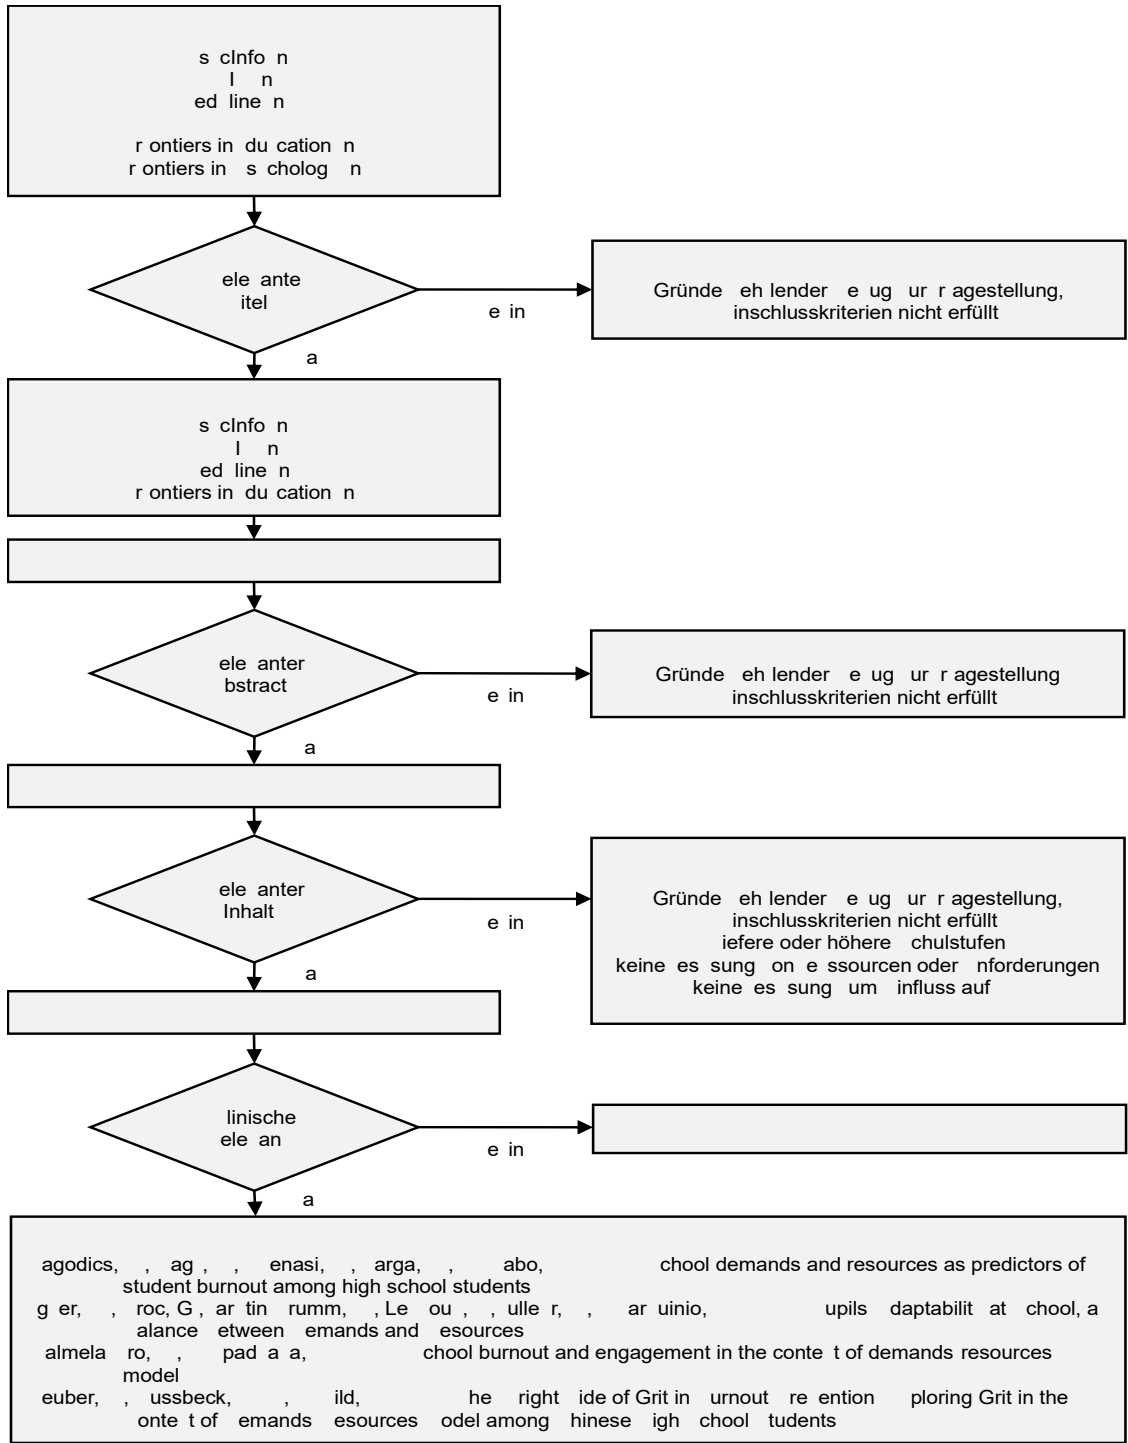 s cInfo n
I n
ed line n
r ontiers in du cation n
r ontiers in s cholog n
ele ante
itel
e in
Gründe eh lender e ug ur r agestellung,
inschlusskriterien nicht erfüllt
a
s cInfo n
I n
ed line n
r ontiers in du cation n
ele anter
bstract
e in
Gründe eh lender e ug ur r agestellung
inschlusskriterien nicht erfüllt
a
ele anter
Inhalt
e in
Gründe eh lender e ug ur r agestellung,
inschlusskriterien nicht erfüllt
iefere oder höhere chulstufen
keine es sung on e ssourcen oder nforderungen
keine es sung um influss auf
a
linische
ele an
e in
a
agodics, , ag , , enasi, , arga, , abo, chool demands and resources as predictors of
student burnout among high school students
g er, , roc, G , ar tin rumm, , Le ou , , ulle r, , ar uinio, upils daptabilit at chool, a
alance etween emands and esources
almela ro, , pad a a, chool burnout and engagement in the conte t of demands resources
model
euber, , ussbeck, , ild, he right ide of Grit in urnout re ention ploring Grit in the
onte t of emands esources odel among hinese igh chool tudents